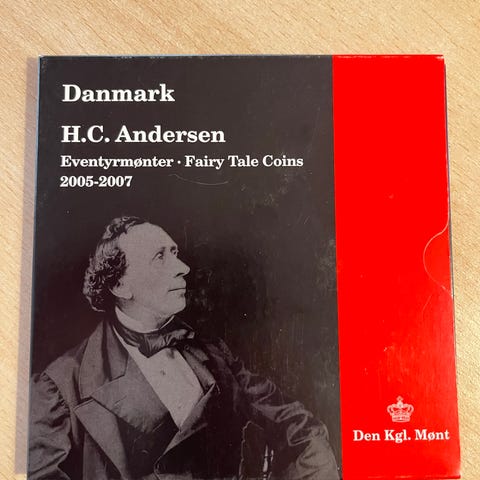 Danmark
H.C. Andersen
Eventyrmønter · Fairy Tale Coins
2005-2007
Den Kgl. Mønt